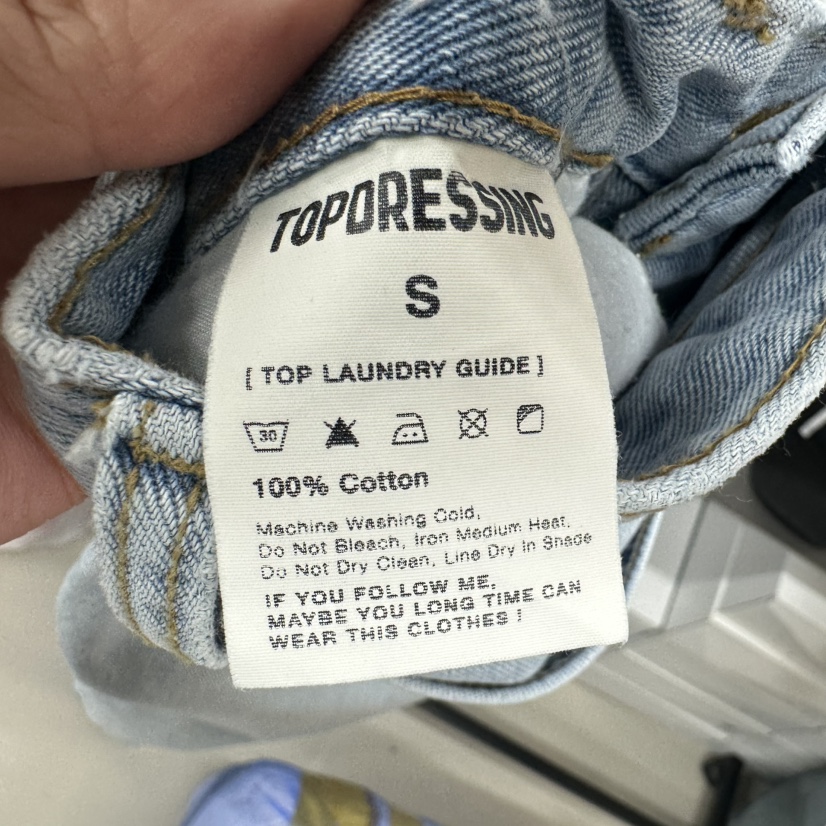 TOPDRESSING
S
[ TOP LAUNDRY GUIDE ]
30
100% Cotton
Machine Washing Cold,
Do Not Bleach, Iron Medium Heat,
Do Not Dry Clean, Line Dry in Shade
IF YOU FOLLOW ME,
MAYBE YOU LONG TIME CAN
WEAR THIS CLOTHES !